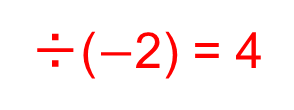 ÷(−2) = 4